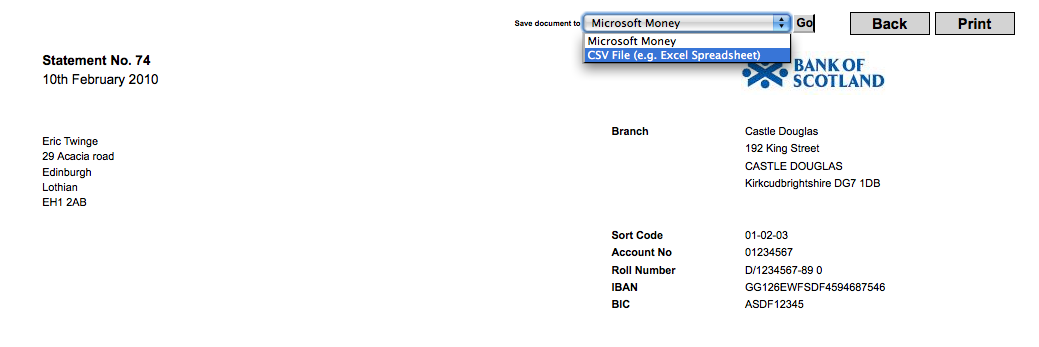 Save document to Microsoft Money Go Back Print
Microsoft Money
CSV File (e.g. Excel Spreadsheet)
Statement No. 74
10th February 2010
BANK OF
SCOTLAND
Eric Twinge
29 Acacia road
Edinburgh
Lothian
EH1 2AB
Branch Castle Douglas
192 King Street
CASTLE DOUGLAS
Kirkcudbrightshire DG7 1DB
Sort Code 01-02-03
Account No 01234567
Roll Number D/1234567-89 0
IBAN GG126EWFSDF4594687546
BIC ASDF12345